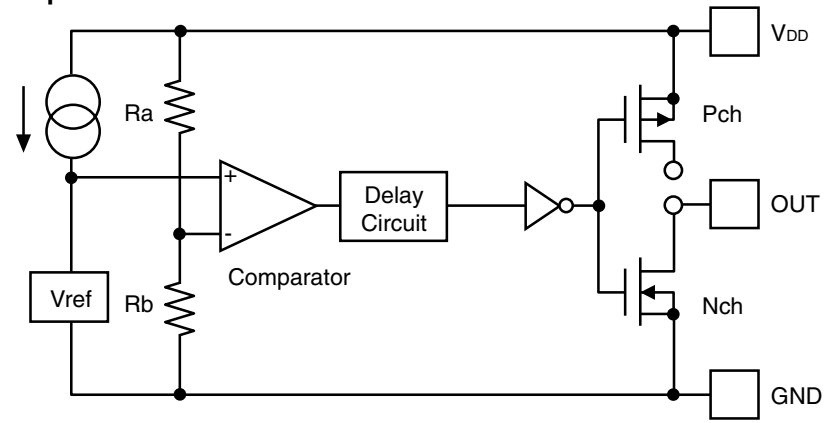 VDD
Ra
Pch
+
Delay
Circuit
OUT
-
Comparator
Vref
Rb
Nch
GND